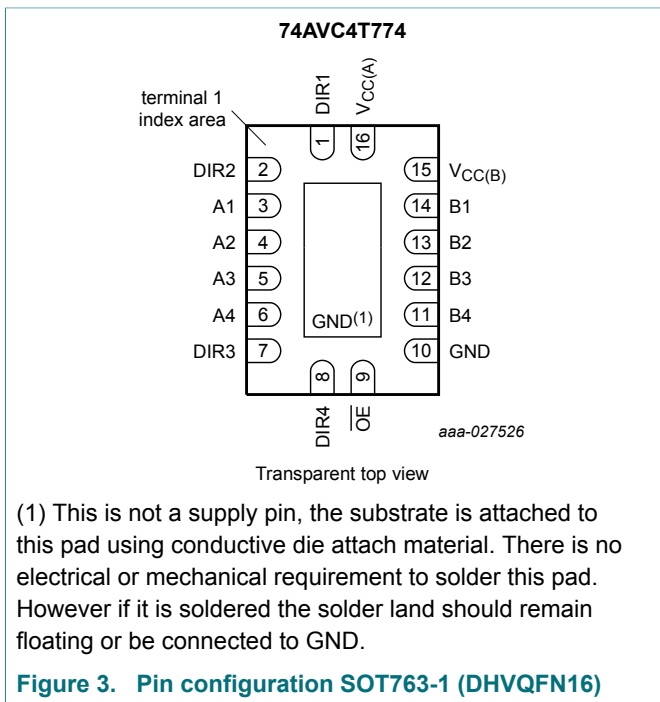 74AVC4T774
terminal 1
index area
DIR1
VCC(A)
1
16
DIR2 2
15 VCC(B)
A1 3
14 B1
A2 4
13 B2
A3 5
12 B3
A4 6
11 B4
GND(1)
DIR3 7
10 GND
8
9
DIR4
OE
aaa-027526
Transparent top view
(1) This is not a supply pin, the substrate is attached to
this pad using conductive die attach material. There is no
electrical or mechanical requirement to solder this pad.
However if it is soldered the solder land should remain
floating or be connected to GND.
Figure 3. Pin configuration SOT763-1 (DHVQFN16)